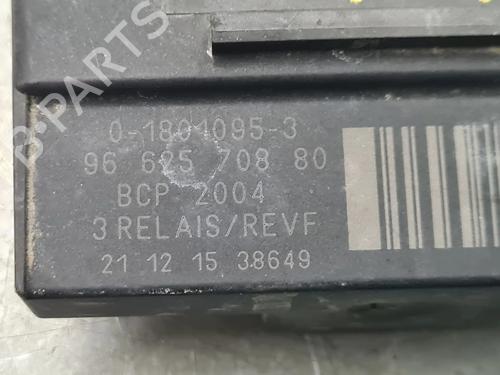 B-PARTS
0-1801095-3
96 625 708 80
BCP 2004
3 RELAIS/REVF
21 12 15 38649